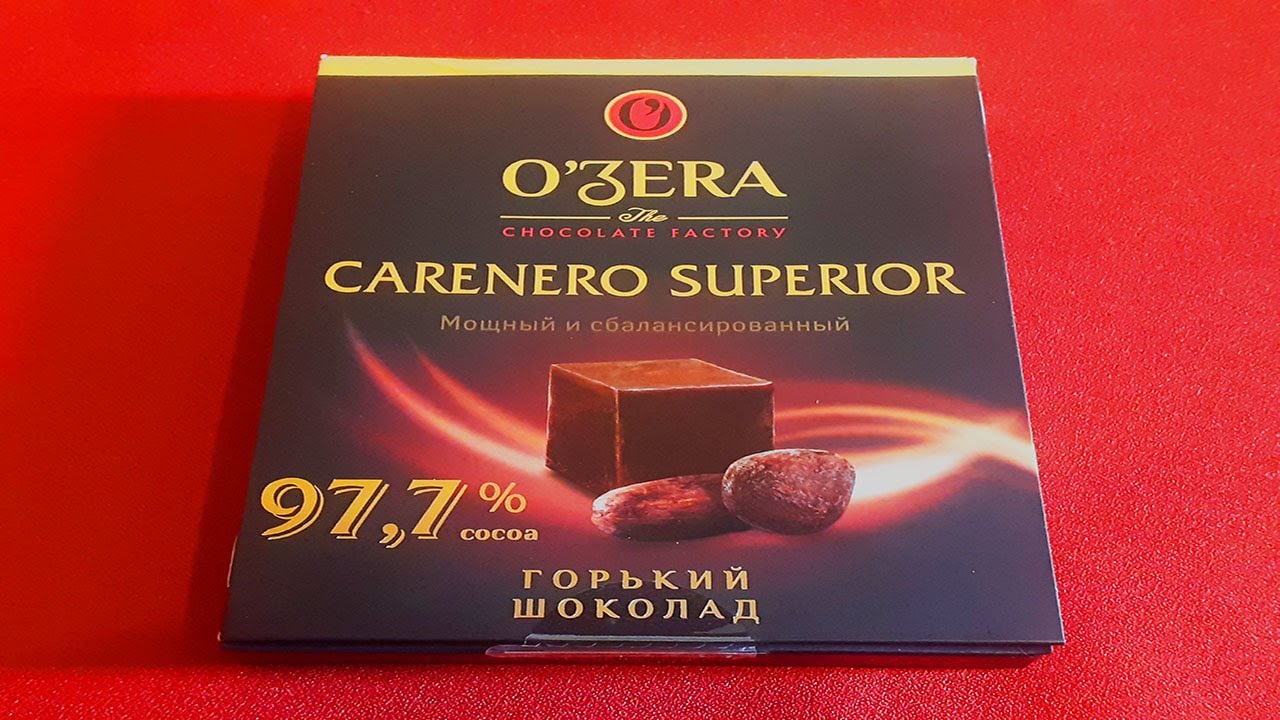 O'ZERA
The
CHOCOLATE FACTORY
CARENERO SUPERIOR
Мощный и сбалансированный
97,7 %
cocoa
ГОРЬКИЙ
ШОКОЛАД